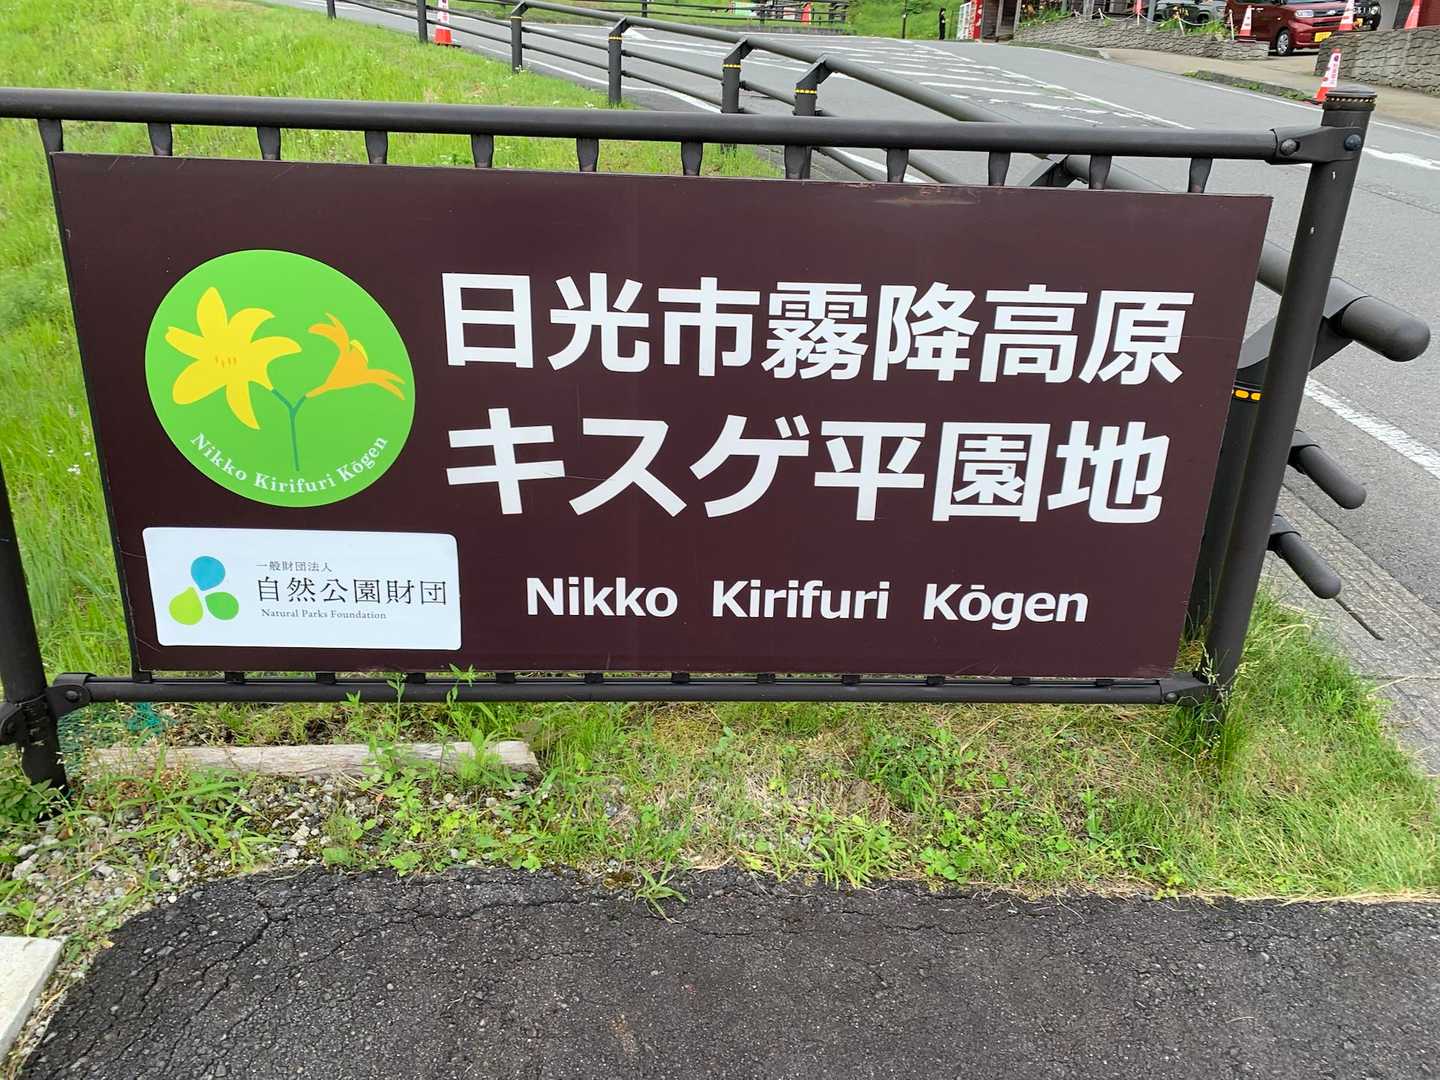 日光市霧降高原
キスゲ平園地
Nikko Kirifuri Kōgen
Nikko Kirifuri Kōgen
一般財団法人
自然公園財団
Natural Parks Foundation